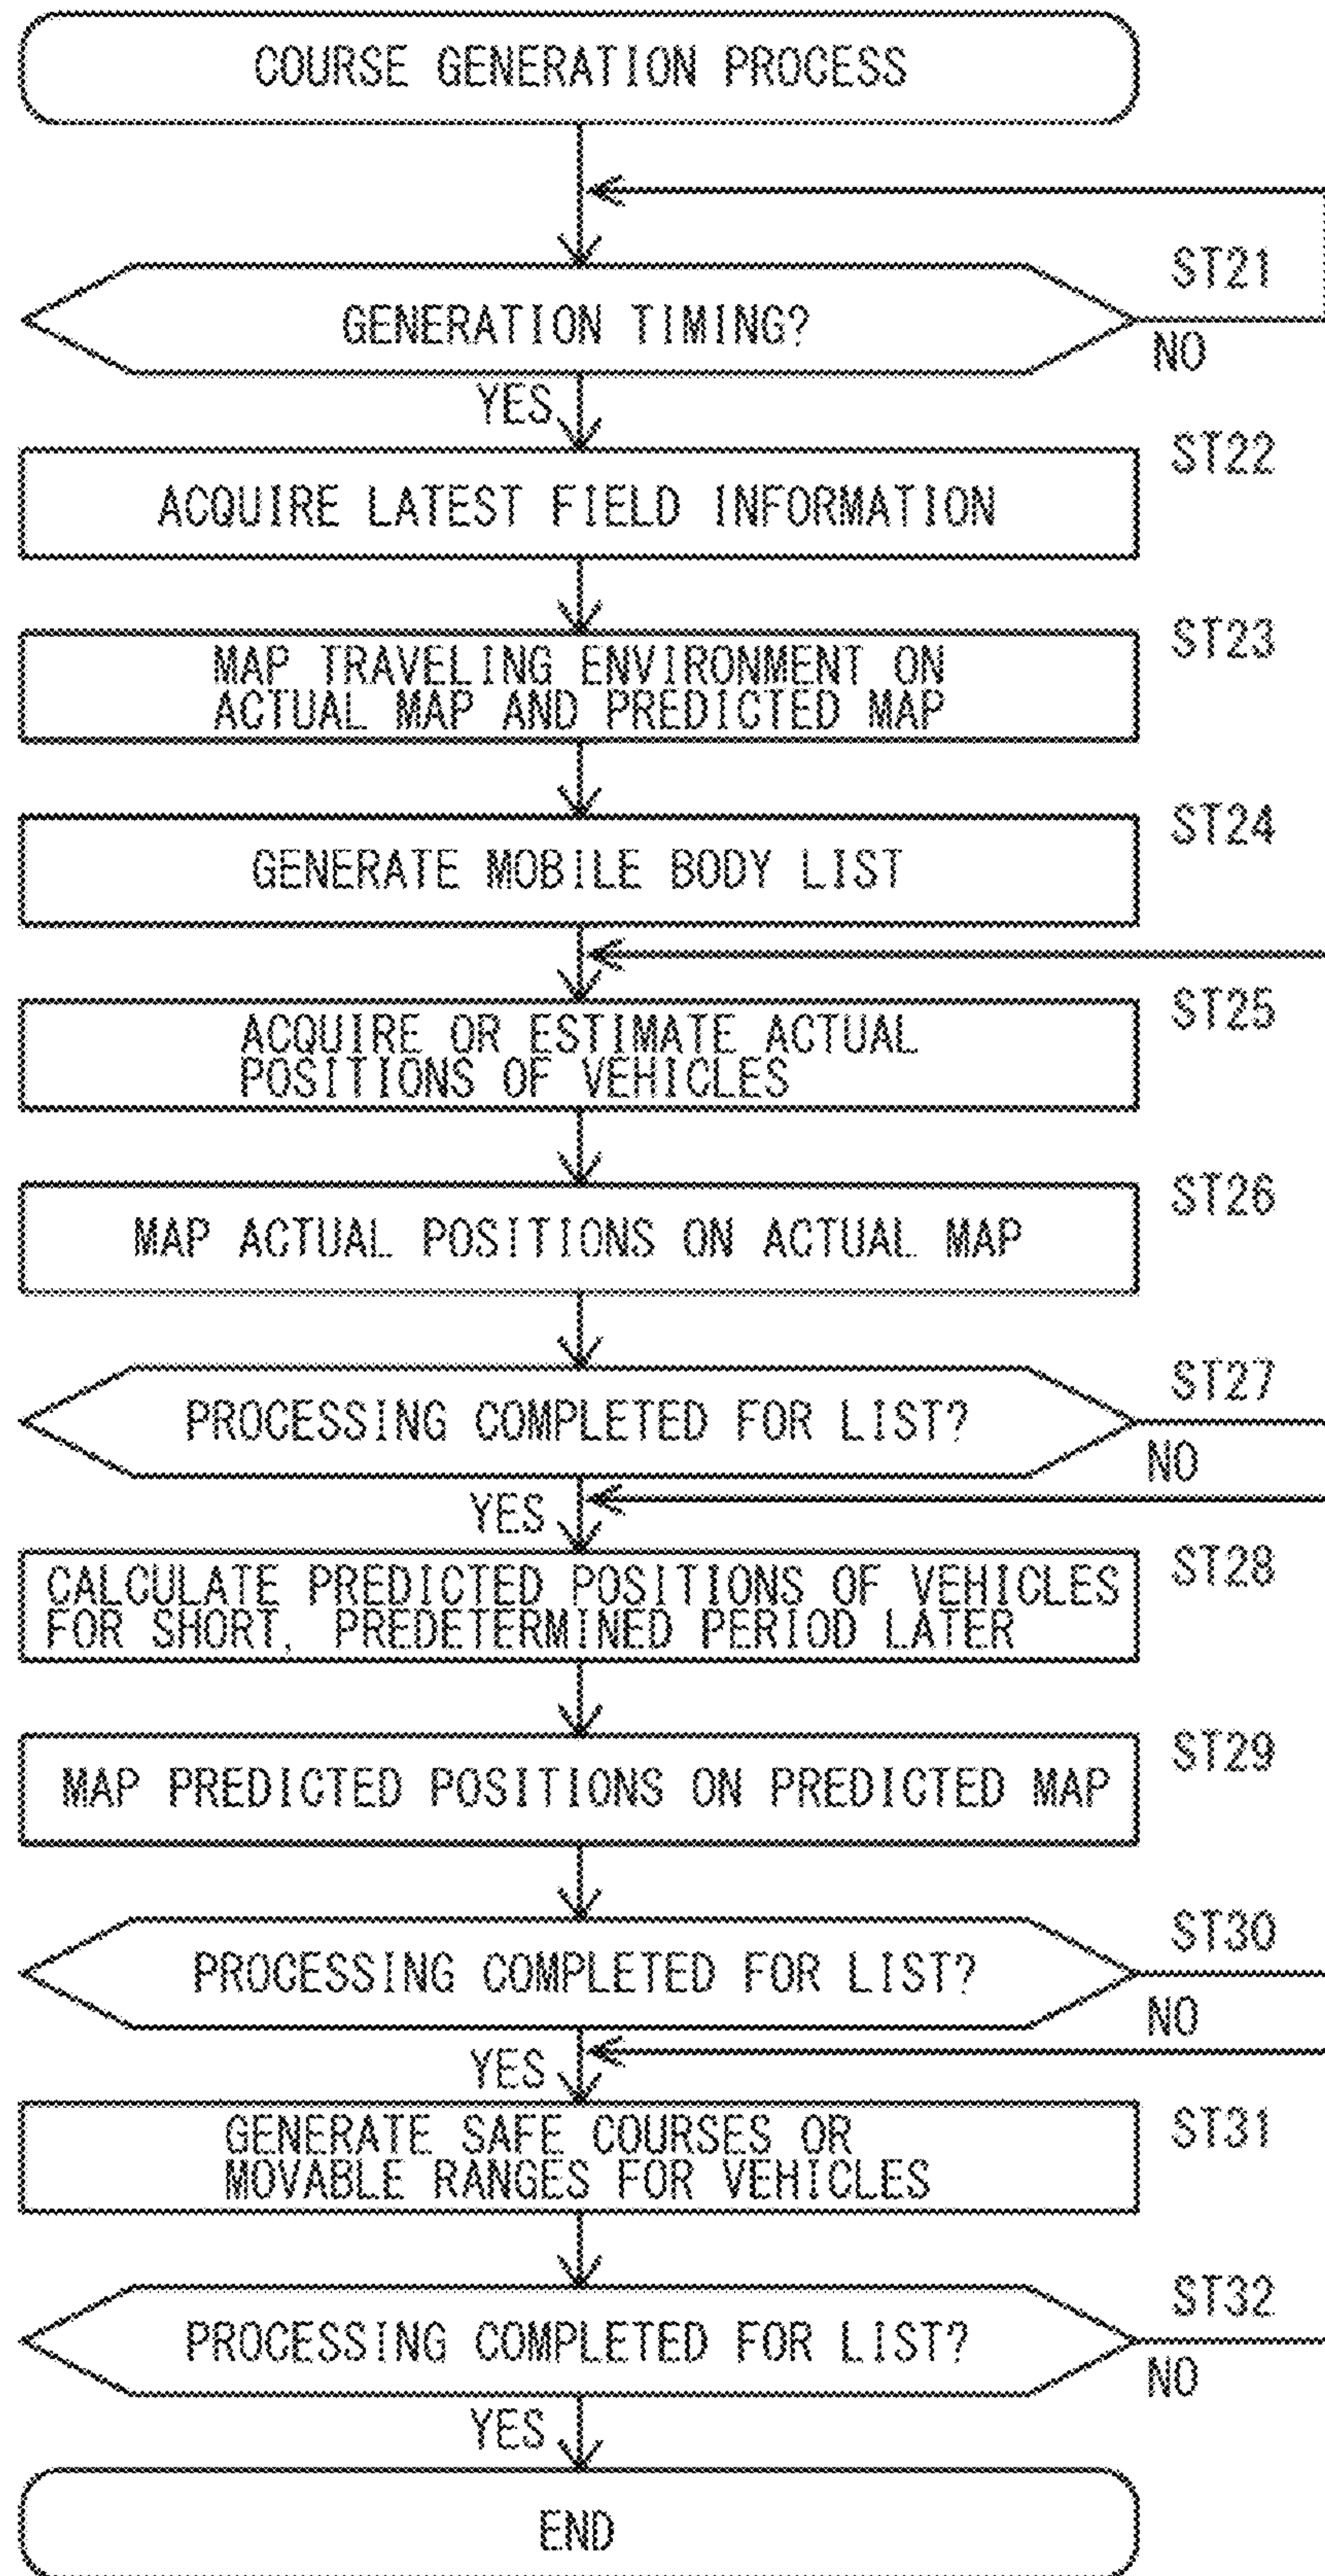 COURSE GENERATION PROCESS
ST21
GENERATION TIMING?
NO
YES
ST22
ACQUIRE LATEST FIELD INFORMATION
ST23
MAP TRAVELING ENVIRONMENT ON
ACTUAL MAP AND PREDICTED MAP
ST24
GENERATE MOBILE BODY LIST
ST25
ACQUIRE OR ESTIMATE ACTUAL
POSITIONS OF VEHICLES
ST26
MAP ACTUAL POSITIONS ON ACTUAL MAP
ST27
PROCESSING COMPLETED FOR LIST?
NO
YES
ST28
CALCULATE PREDICTED POSITIONS OF VEHICLES
FOR SHORT, PREDETERMINED PERIOD LATER
ST29
MAP PREDICTED POSITIONS ON PREDICTED MAP
ST30
PROCESSING COMPLETED FOR LIST?
NO
YES
ST31
GENERATE SAFE COURSES OR
MOVABLE RANGES FOR VEHICLES
ST32
PROCESSING COMPLETED FOR LIST?
NO
YES
END